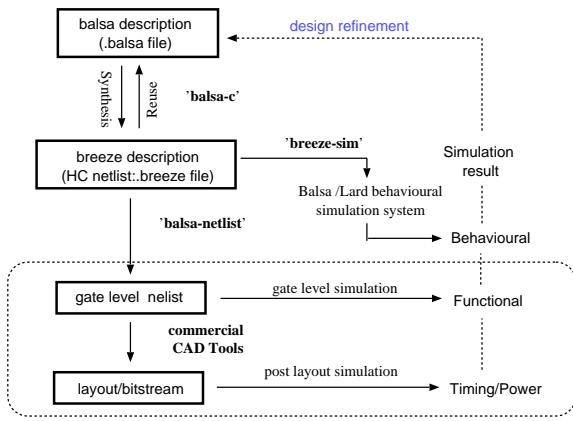 balsa description
(.balsa file)
design refinement
Synthesis
Reuse
'balsa-c'
breeze description
(HC netlist:.breeze file)
'breeze-sim'
Simulation
result
Balsa /Lard behavioural
simulation system
'balsa-netlist'
Behavioural
gate level nelist
gate level simulation
Functional
commercial
CAD Tools
layout/bitstream
post layout simulation
Timing/Power